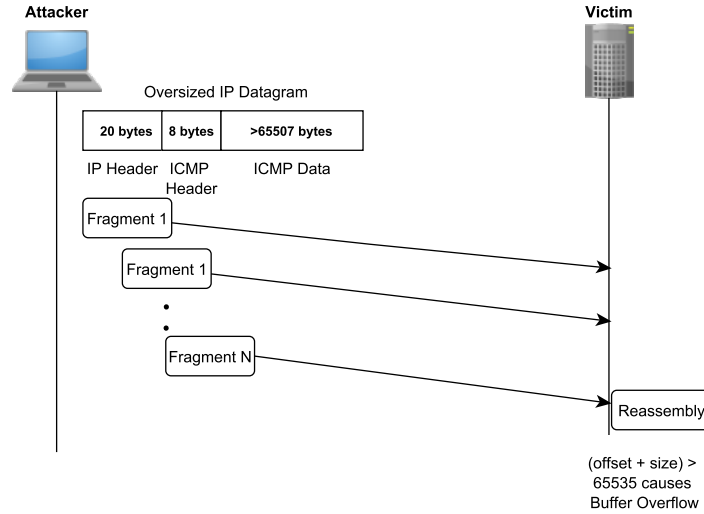 Attacker
Victim
Oversized IP Datagram
20 bytes
8 bytes
>65507 bytes
IP Header
ICMP
Header
ICMP Data
Fragment 1
Fragment 1
Fragment N
Reassembly
(offset + size) >
65535 causes
Buffer Overflow